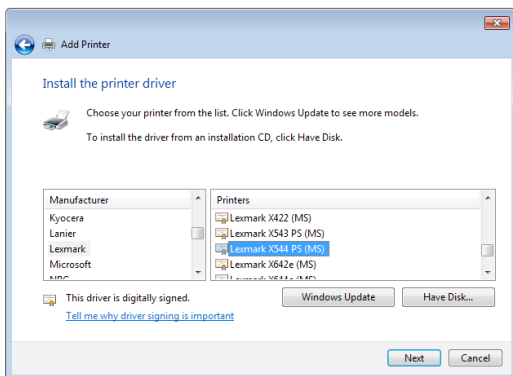 Add Printer
Install the printer driver
Choose your printer from the list. Click Windows Update to see more models.
To install the driver from an installation CD, click Have Disk.
Manufacturer
Kyocera
Lanier
Lexmark
Microsoft
Printers
Lexmark X422 (MS)
Lexmark X543 PS (MS)
Lexmark X544 PS (MS)
Lexmark X642e (MS)
This driver is digitally signed.
Tell me why driver signing is important
Windows Update
Have Disk...
Next
Cancel